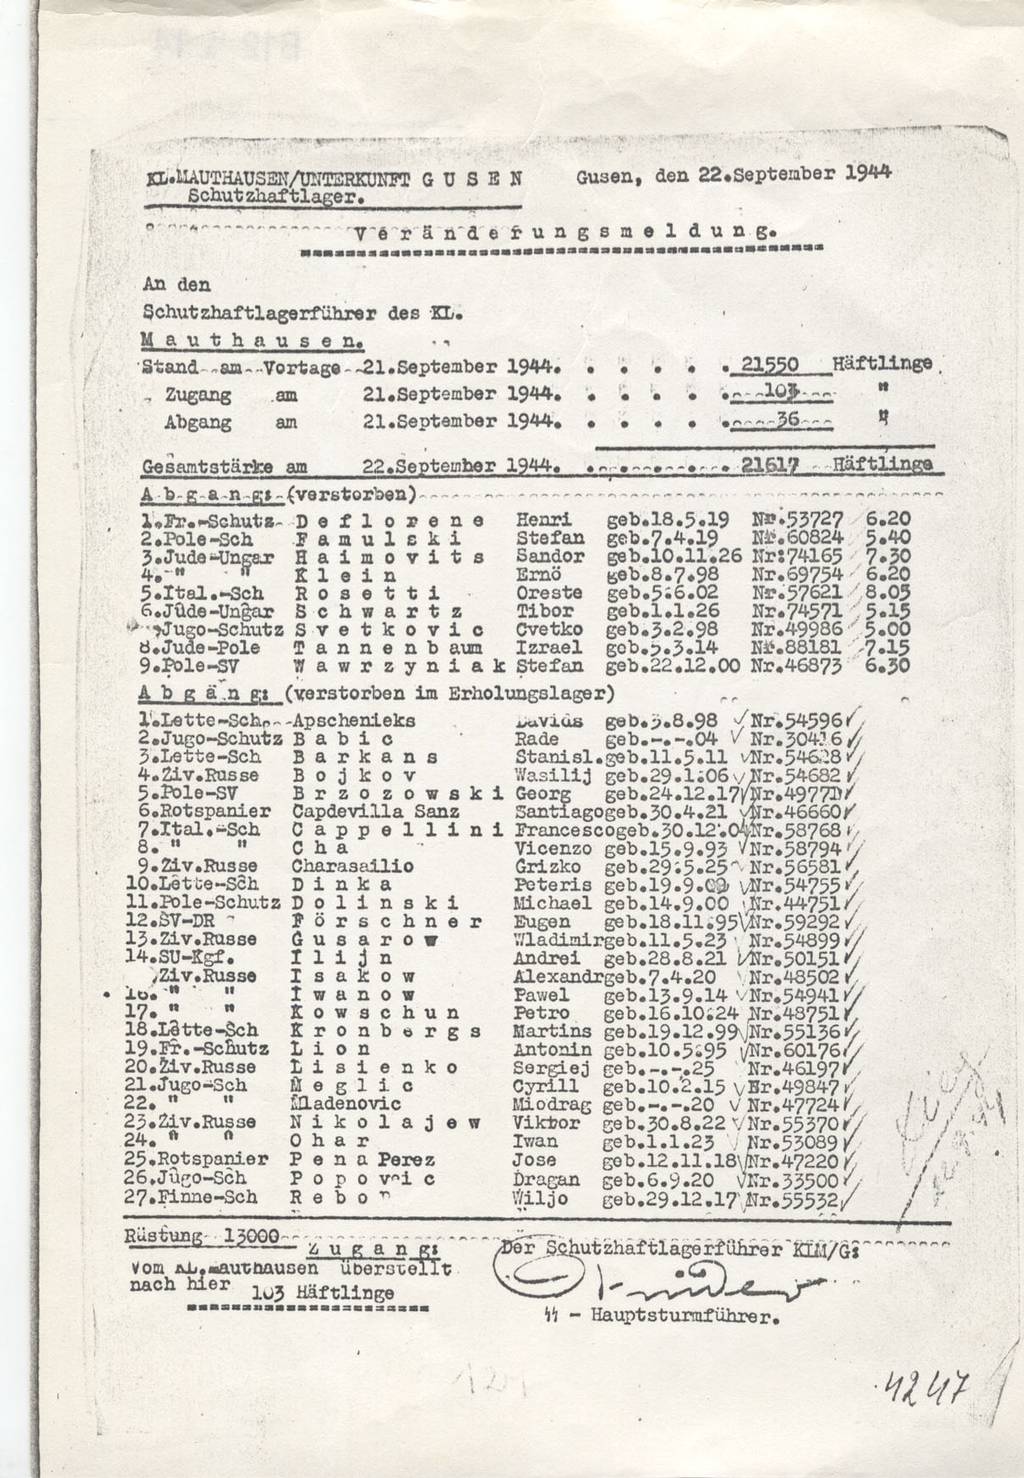 KL.MAUTHAUSEN/UNTERKUNFT G U S E N Gusen, den 22.September 1944
Schutzhaftlager.
V e r ä n d e r u n g s m e l d u n g.
An den
Schutzhaftlagerführer des KL.
M a u t h a u s e n.
Stand am Vortage 21.September 1944. . . . . . 21550 Häftlinge
Zugang am 21.September 1944. . . . . . 103 "
Abgang am 21.September 1944. . . . . . 36 "
Gesamtstärke am 22.September 1944. . . . . . 21617 Häftlinge
A b g a n g: (verstorben)
1.Fr.-Schutz D e f l o r e n e Henri geb.18.5.19 Nr.53727 6.20
2.Pole-Sch F a m u l s k i Stefan geb.7.4.19 Nr.60824 5.40
3.Jude-Ungar H a i m o v i t s Sandor geb.10.11.26 Nr:74165 7.30
4. " " K l e i n Ernö geb.8.7.98 Nr.69754 6.20
5.Ital.-Sch R o s e t t i Oreste geb.5.6.02 Nr.57621 8.05
6.Jude-Ungar S c h w a r t z Tibor geb.1.1.26 Nr.74571 5.15
Jugo-Schutz S v e t k o v i c Cvetko geb.3.2.98 Nr.49986 5.00
8.Jude-Pole T a n n e n b aum Izrael geb.5.3.14 Nr.88181 7.15
9.Pole-SV W a w r z y n i a k Stefan geb.22.12.00 Nr.46873 6.30
A b g ä n g: (verstorben im Erholungslager)
1.Lette-Sch. Apschenieks Davids geb.3.8.98 Nr.54596
2.Jugo-Schutz B a b i c Rade geb.-.-.04 Nr.30416
3.Lette-Sch B a r k a n s Stanisl.geb.11.5.11 Nr.54628
4.Ziv.Russe B o j k o v Wasilij geb.29.1.06 Nr.54682
5.Pole-SV B r z o z o w s k i Georg geb.24.12.17 Nr.49771
6.Rotspanier Capdevilla Sanz Santiagogeb.30.4.21 Nr.46660
7.Ital.-Sch C a p p e l l i n i Francescogeb.30.12.04 Nr.58768
8. " " C h a Vicenzo geb.15.9.93 Nr.58794
9.Ziv.Russe Charasailio Grizko geb.29.5.25 Nr.56581
10.Lette-Sch D i n k a Peteris geb.19.9.09 Nr.54755
11.Pole-Schutz D o l i n s k i Michael geb.14.9.00 Nr.44751
12.SV-DR F ö r s c h n e r Eugen geb.18.11.95 Nr.59292
13.Ziv.Russe G u s a r o w Wladimirgeb.11.5.23 Nr.54899
14.SU-Kgf. I l i j n Andrei geb.28.8.21 Nr.50151
Ziv.Russe I s a k o w Alexandrgeb.7.4.20 Nr.48502
16. " " I w a n o w Pawel geb.13.9.14 Nr.54941
17. " " K o w s c h u n Petro geb.16.10.24 Nr.48751
18.Lette-Sch K r o n b e r g s Martins geb.19.12.99 Nr.55136
19.Fr.-Schutz L i o n Antonin geb.10.5.95 Nr.60176
20.Ziv.Russe L i s i e n k o Sergiej geb.-.-.25 Nr.46197
21.Jugo-Sch M e g l i c Cyrill geb.10.2.15 Nr.49847
22. " " Mladenovic Miodrag geb.-.-.20 Nr.47724
23.Ziv.Russe N i k o l a j e w Viktor geb.30.8.22 Nr.55370
24. " " O h a r Iwan geb.1.1.23 Nr.53089
25.Rotspanier P e n a Perez Jose geb.12.11.18 Nr.47220
26.Jugo-Sch P o p o v i c Dragan geb.6.9.20 Nr.33500
27.Finne-Sch R e b o Wiljo geb.29.12.17 Nr.55532
Rüstung 13000
Z u g a n g: Der Schutzhaftlagerführer KLM/G:
vom KL.Mauthausen überstellt
nach hier 103 Häftlinge
SS - Hauptsturmführer.
4247